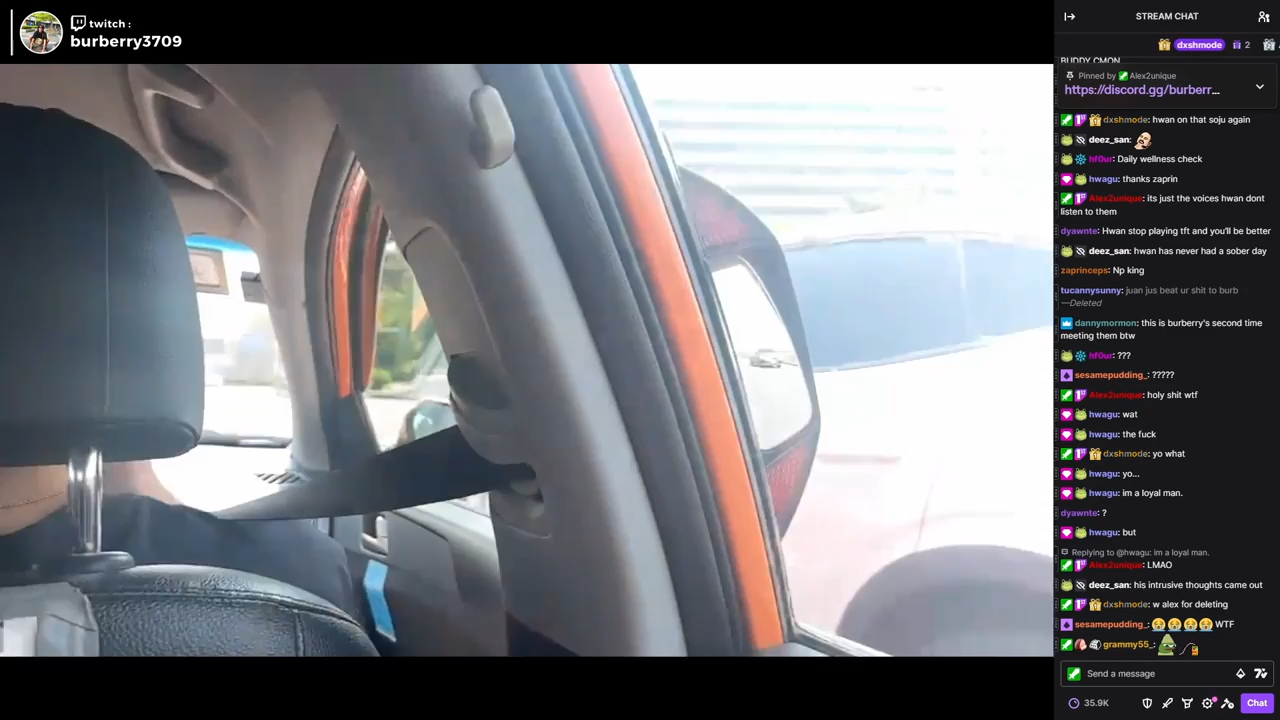 twitch :
burberry3709
STREAM CHAT
dxshmode 2
BUDDY CMON
Pinned by Alex2unique
https://discord.gg/burberr...
dxshmode: hwan on that soju again
deez_san:
hf0ur: Daily wellness check
hwagu: thanks zaprin
Alex2unique: its just the voices hwan dont
listen to them
dyawnte: Hwan stop playing tft and you'll be better
deez_san: hwan has never had a sober day
zaprinceps: Np king
tucannysunny: juan jus beat ur shit to burb
—Deleted
dannymormon: this is burberry's second time
meeting them btw
hf0ur: ???
sesamepudding_: ?????
Alex2unique: holy shit wtf
hwagu: wat
hwagu: the fuck
dxshmode: yo what
hwagu: yo...
hwagu: im a loyal man.
dyawnte: ?
hwagu: but
Replying to @hwagu: im a loyal man.
Alex2unique: LMAO
deez_san: his intrusive thoughts came out
dxshmode: w alex for deleting
sesamepudding_: 😭😭😭😭 WTF
grammy55_:
Send a message
35.9K
Chat